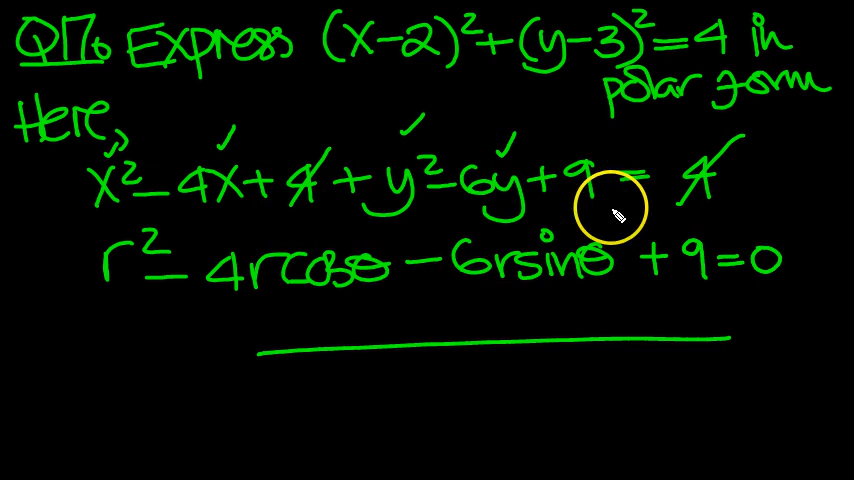 Q17. Express (x-2)²+(y-3)²=4 in
polar form
Here,
x²-4x+4+y²-6y+9=4
r²-4rcosθ-6rsinθ+9=0